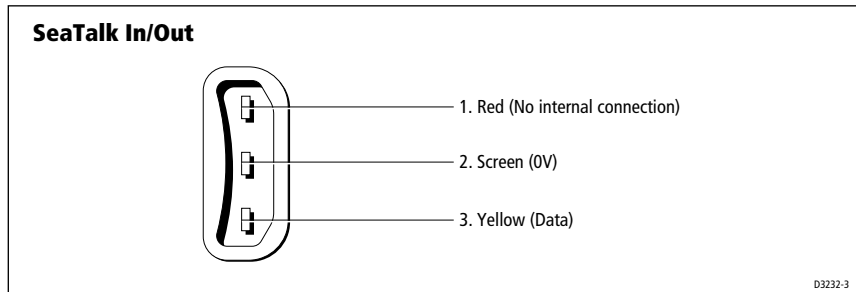 SeaTalk In/Out
1. Red (No internal connection)
2. Screen (0V)
3. Yellow (Data)
D3232-3